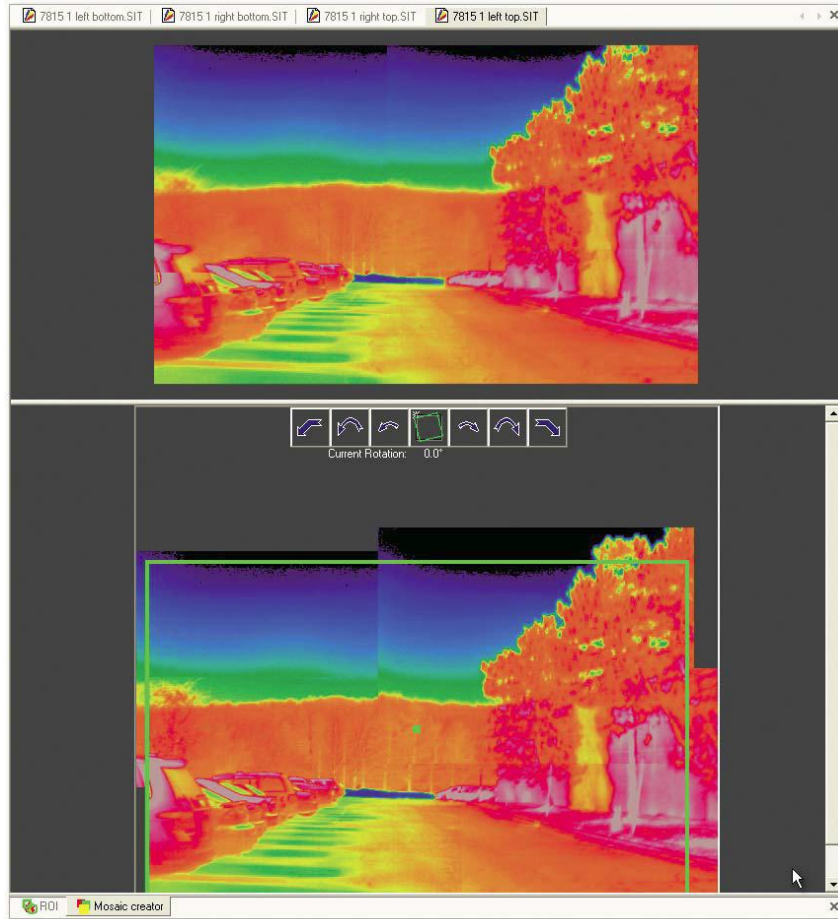 7815 1 left bottom.SIT
7815 1 right bottom.SIT
7815 1 right top.SIT
7815 1 left top.SIT
Current Rotation: 0.0°
ROI
Mosaic creator